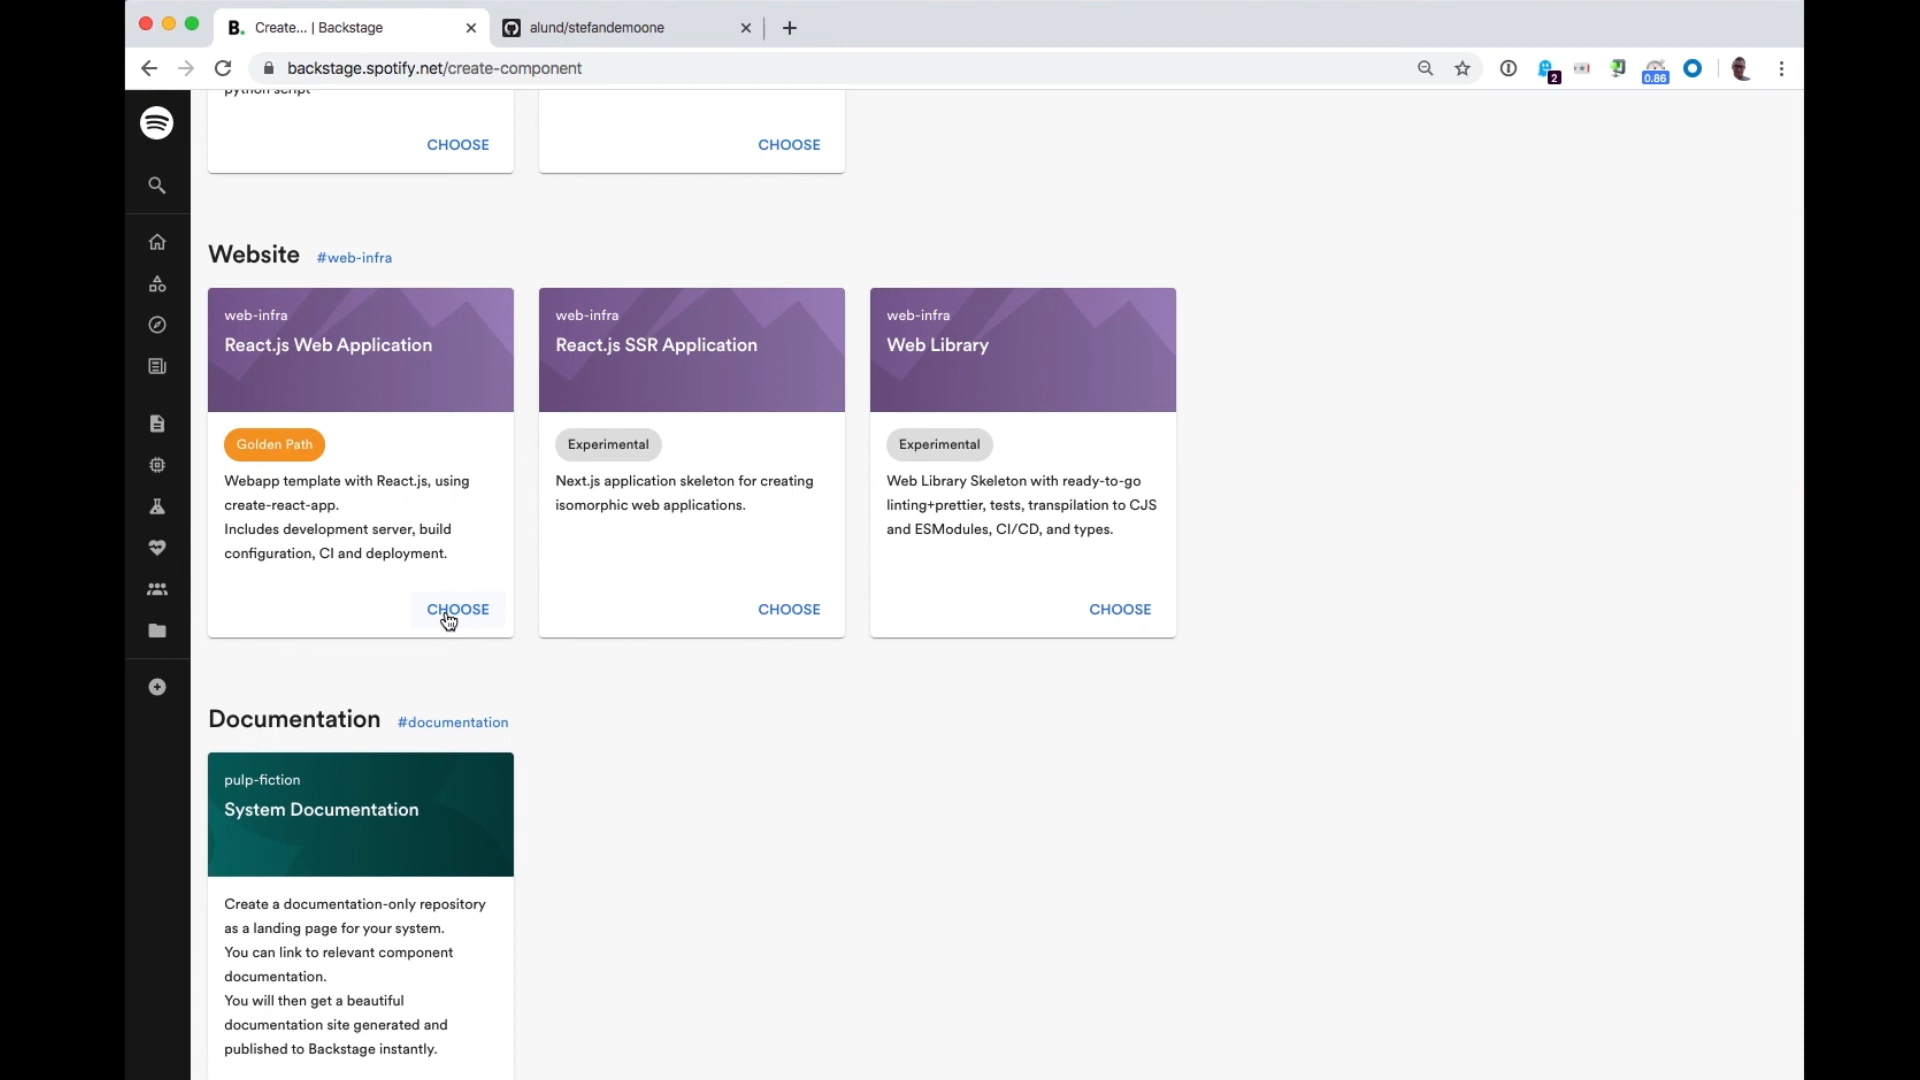 B. Create... | Backstage
alund/stefandemoone
backstage.spotify.net/create-component
2
0.86
python script
CHOOSE
CHOOSE
Website #web-infra
web-infra
React.js Web Application
Golden Path
Webapp template with React.js, using
create-react-app.
Includes development server, build
configuration, CI and deployment.
CHOOSE
web-infra
React.js SSR Application
Experimental
Next.js application skeleton for creating
isomorphic web applications.
CHOOSE
web-infra
Web Library
Experimental
Web Library Skeleton with ready-to-go
linting+prettier, tests, transpilation to CJS
and ESModules, CI/CD, and types.
CHOOSE
Documentation #documentation
pulp-fiction
System Documentation
Create a documentation-only repository
as a landing page for your system.
You can link to relevant component
documentation.
You will then get a beautiful
documentation site generated and
published to Backstage instantly.